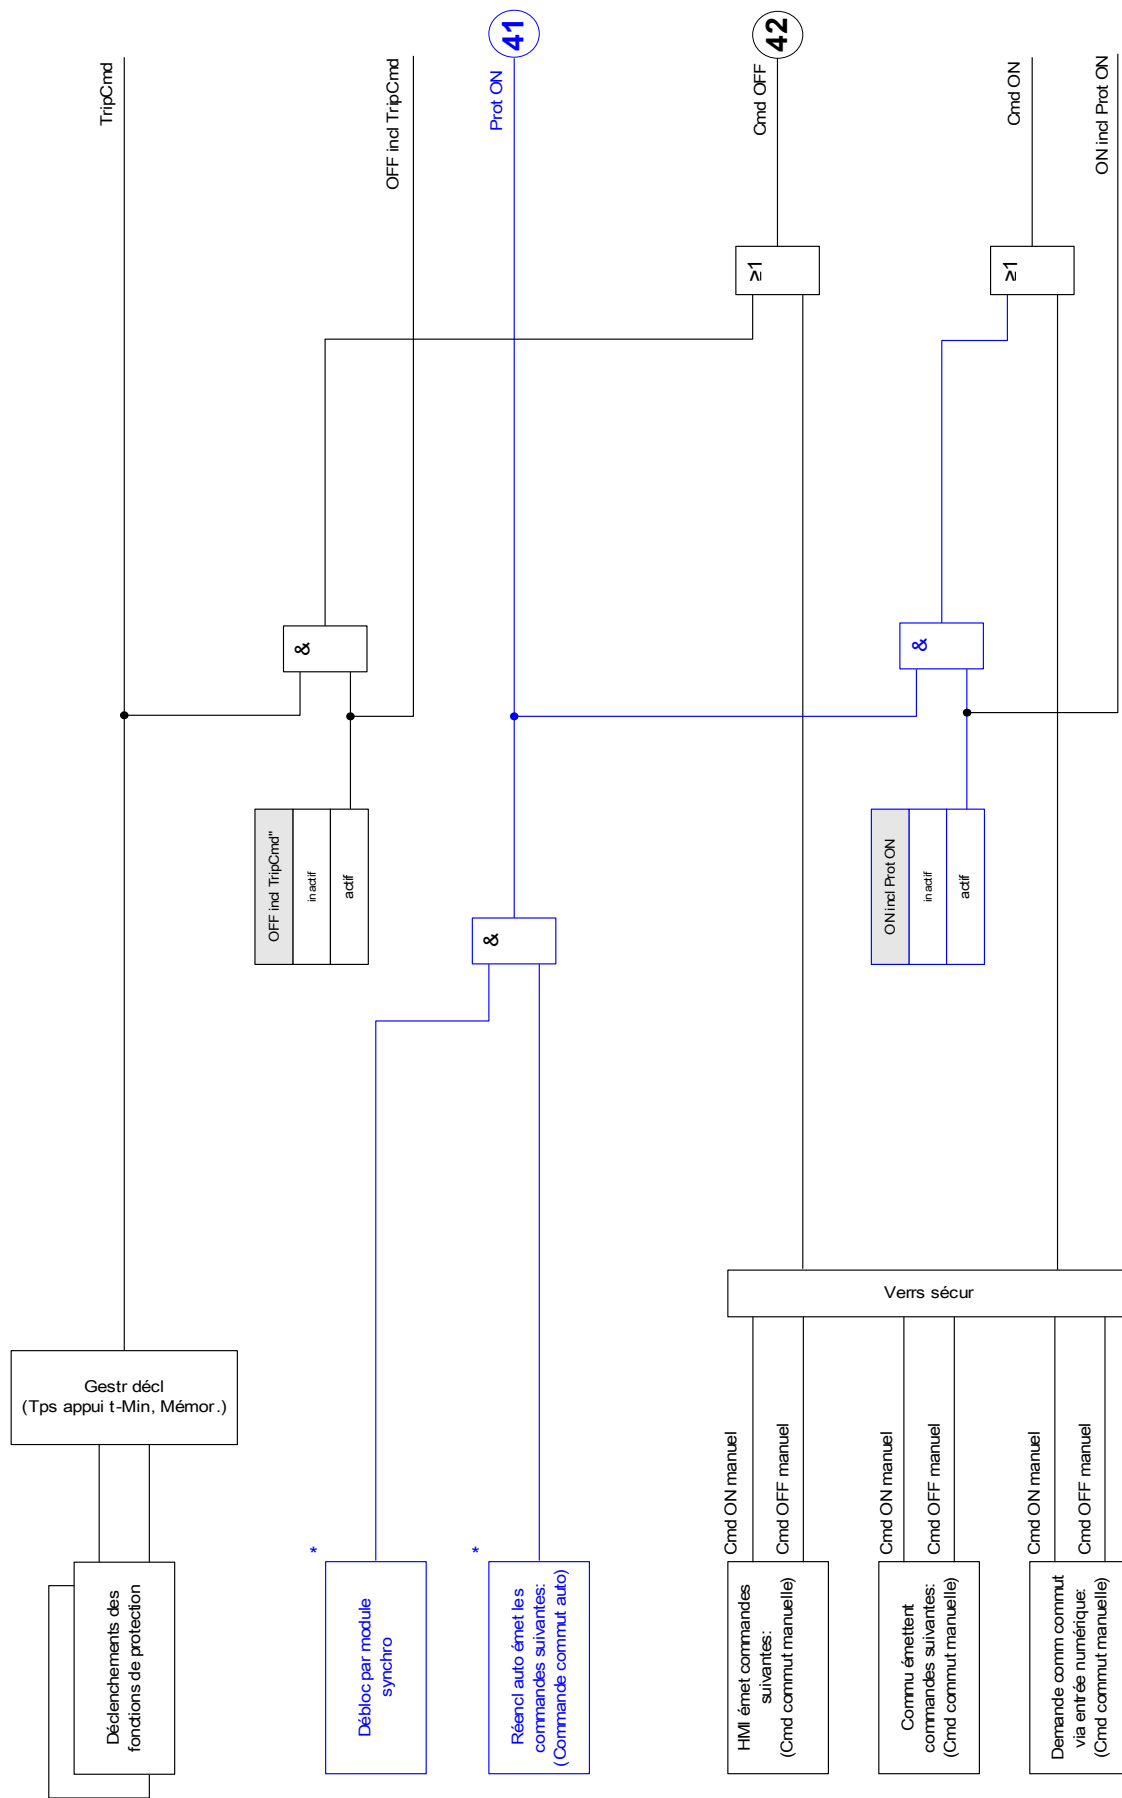 TripCmd
OFF incl TripCmd
Prot ON
41
Cmd OFF
42
Cmd ON
ON incl Prot ON
≥1
≥1
&
&
OFF incl TripCmd"
inactif
actif
&
ON incl Prot ON
inactif
actif
Verrs sécur
Gestr décl
(Tps appui t-Min, Mémor.)
Cmd ON manuel
Cmd OFF manuel
Cmd ON manuel
Cmd OFF manuel
Cmd ON manuel
Cmd OFF manuel
Déclenchements des
fonctions de protection
*
Débloc par module
synchro
*
Réencl auto émet les
commandes suivantes:
(Commande commut auto)
HMI émet commandes
suivantes:
(Cmd commut manuelle)
Commu émettent
commandes suivantes:
(Cmd commut manuelle)
Demande comm commut
via entrée numérique:
(Cmd commut manuelle)